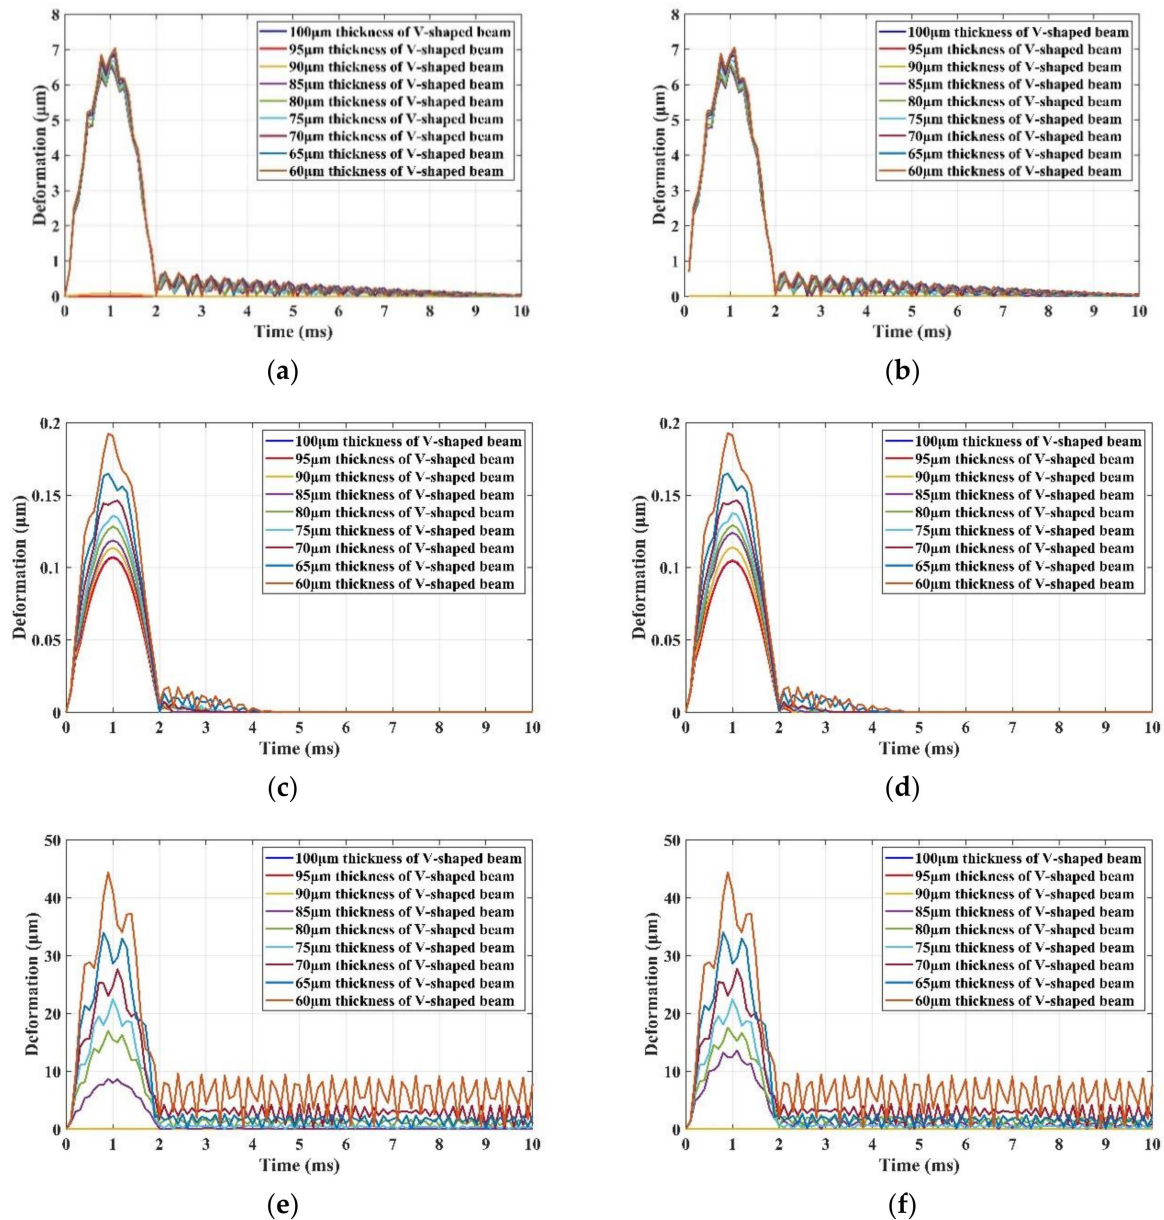 8
7
6
5
4
3
2
1
0
Deformation (μm)
100μm thickness of V-shaped beam
95μm thickness of V-shaped beam
90μm thickness of V-shaped beam
85μm thickness of V-shaped beam
80μm thickness of V-shaped beam
75μm thickness of V-shaped beam
70μm thickness of V-shaped beam
65μm thickness of V-shaped beam
60μm thickness of V-shaped beam
0 1 2 3 4 5 6 7 8 9 10
Time (ms)
(a)
8
7
6
5
4
3
2
1
0
Deformation (μm)
100μm thickness of V-shaped beam
95μm thickness of V-shaped beam
90μm thickness of V-shaped beam
85μm thickness of V-shaped beam
80μm thickness of V-shaped beam
75μm thickness of V-shaped beam
70μm thickness of V-shaped beam
65μm thickness of V-shaped beam
60μm thickness of V-shaped beam
0 1 2 3 4 5 6 7 8 9 10
Time (ms)
(b)
0.2
0.15
0.1
0.05
0
Deformation (μm)
100μm thickness of V-shaped beam
95μm thickness of V-shaped beam
90μm thickness of V-shaped beam
85μm thickness of V-shaped beam
80μm thickness of V-shaped beam
75μm thickness of V-shaped beam
70μm thickness of V-shaped beam
65μm thickness of V-shaped beam
60μm thickness of V-shaped beam
0 1 2 3 4 5 6 7 8 9 10
Time (ms)
(c)
0.2
0.15
0.1
0.05
0
Deformation (μm)
100μm thickness of V-shaped beam
95μm thickness of V-shaped beam
90μm thickness of V-shaped beam
85μm thickness of V-shaped beam
80μm thickness of V-shaped beam
75μm thickness of V-shaped beam
70μm thickness of V-shaped beam
65μm thickness of V-shaped beam
60μm thickness of V-shaped beam
0 1 2 3 4 5 6 7 8 9 10
Time (ms)
(d)
50
40
30
20
10
0
Deformation (μm)
100μm thickness of V-shaped beam
95μm thickness of V-shaped beam
90μm thickness of V-shaped beam
85μm thickness of V-shaped beam
80μm thickness of V-shaped beam
75μm thickness of V-shaped beam
70μm thickness of V-shaped beam
65μm thickness of V-shaped beam
60μm thickness of V-shaped beam
0 1 2 3 4 5 6 7 8 9 10
Time (ms)
(e)
50
40
30
20
10
0
Deformation (μm)
100μm thickness of V-shaped beam
95μm thickness of V-shaped beam
90μm thickness of V-shaped beam
85μm thickness of V-shaped beam
80μm thickness of V-shaped beam
75μm thickness of V-shaped beam
70μm thickness of V-shaped beam
65μm thickness of V-shaped beam
60μm thickness of V-shaped beam
0 1 2 3 4 5 6 7 8 9 10
Time (ms)
(f)